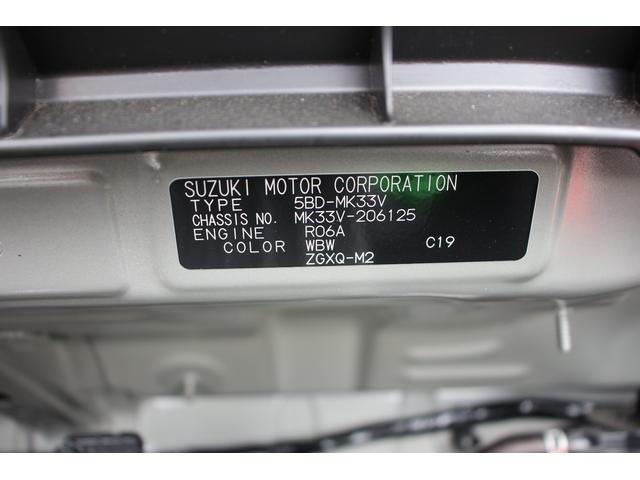 SUZUKI MOTOR CORPORATION
TYPE 5BD-MK33V
CHASSIS NO. MK33V-206125
ENGINE R06A
COLOR WBW C19
ZGXQ-M2